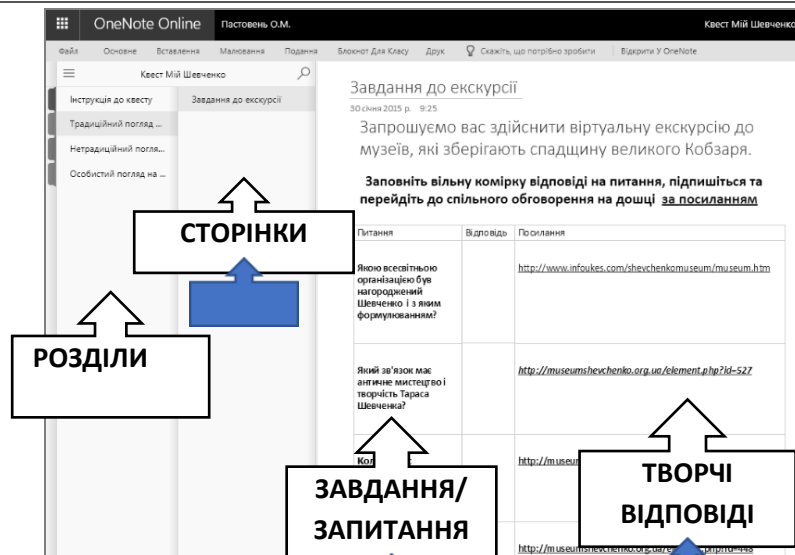 OneNote Online Пастовень О.М. Квест Мій Шевченко
Файл Основне Вставлення Малювання Подання Блокнот Для Класу Друк Скажіть, що потрібно зробити Відкрити У OneNote
Квест Мій Шевченко
Інструкція до квесту
Традиційний погляд ...
Нетрадиційний погля...
Особистий погляд на ...
Завдання до екскурсії
Завдання до екскурсії
30 січня 2015 р. 9:25
Запрошуємо вас здійснити віртуальну екскурсію до
музеїв, які зберігають спадщину великого Кобзаря.
Заповніть вільну комірку відповіді на питання, підпишіться та
перейдіть до спільного обговорення на дошці за посиланням
СТОРІНКИ
РОЗДІЛИ
Питання Відповідь Посилання
Якою всесвітньою
організацією був
нагороджений
Шевченко і з яким
формулюванням?
http://www.infoukes.com/shevchenkomuseum/museum.htm
Який зв'язок має
античне мистецтво і
творчість Тараса
Шевченка?
http://museumshevchenko.org.ua/element.php?id=527
ЗАВДАННЯ/
ЗАПИТАННЯ
ТВОРЧІ
ВІДПОВІДІ